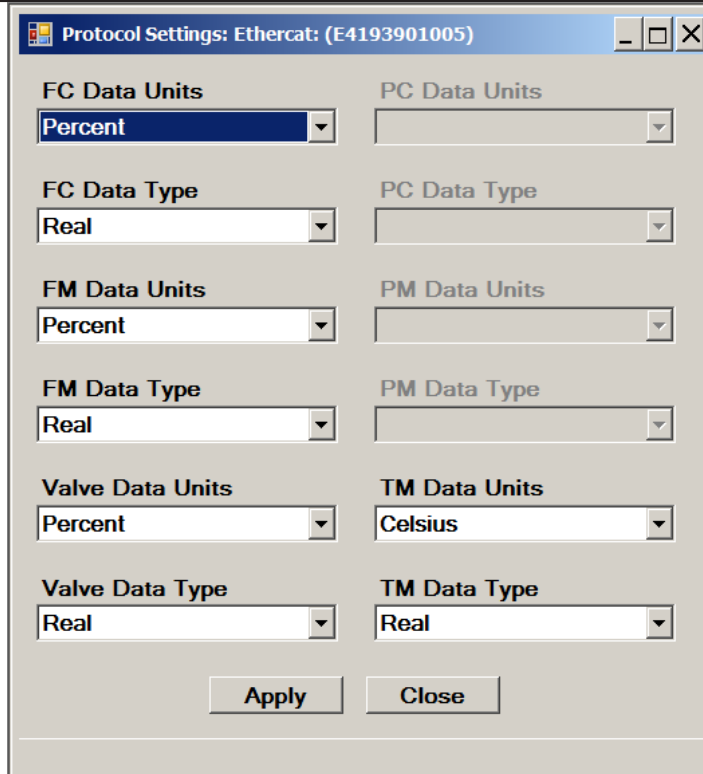 Protocol Settings: Ethercat: (E4193901005)
FC Data Units PC Data Units
Percent
FC Data Type PC Data Type
Real
FM Data Units PM Data Units
Percent
FM Data Type PM Data Type
Real
Valve Data Units TM Data Units
Percent Celsius
Valve Data Type TM Data Type
Real Real
Apply Close